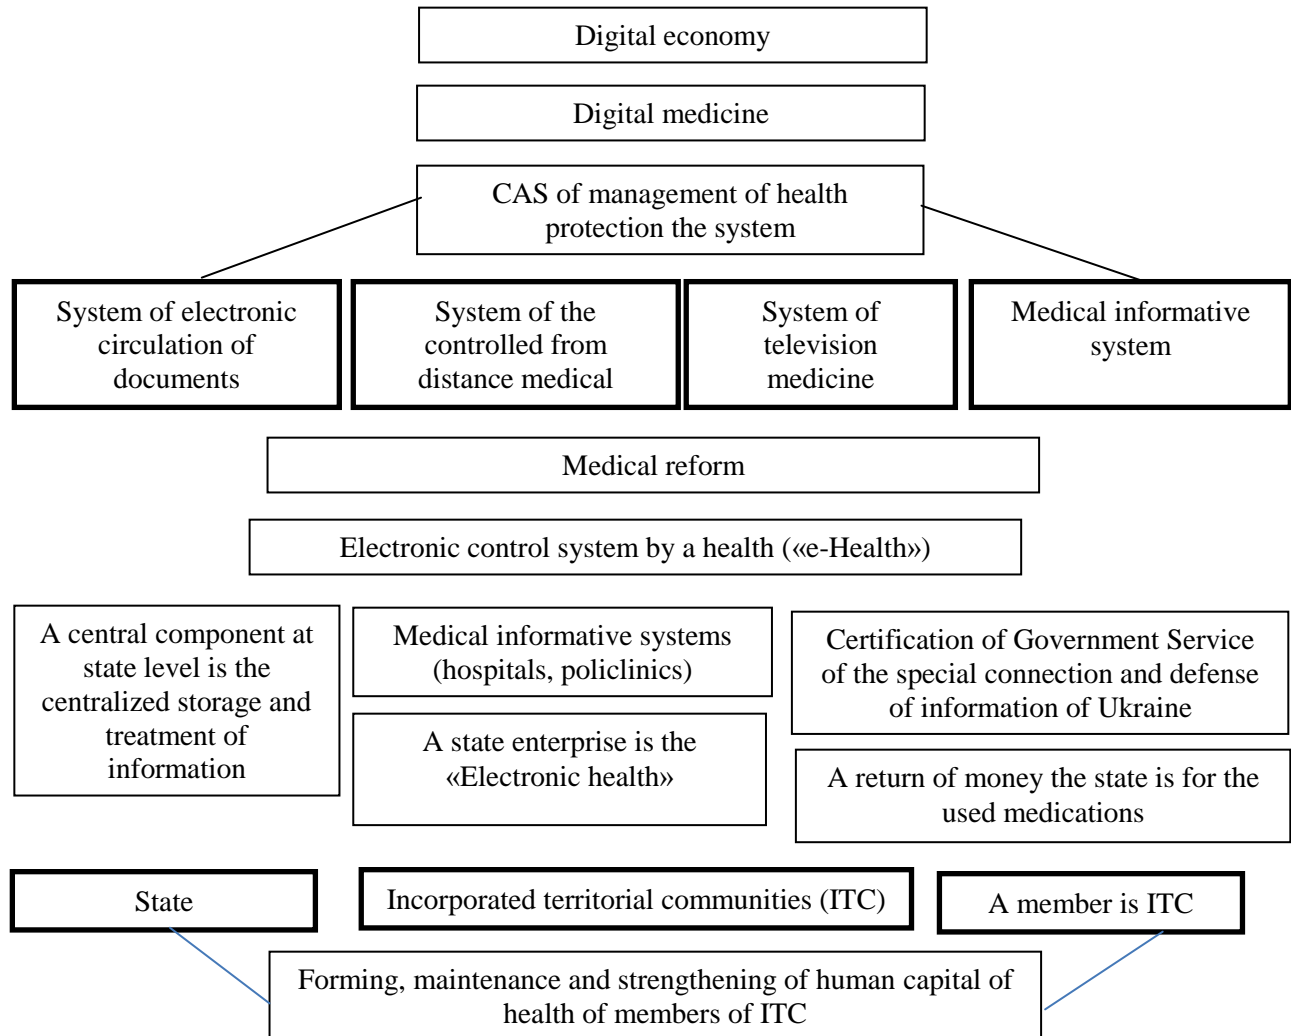 Digital economy
Digital medicine
CAS of management of health
protection the system
System of electronic
circulation of
documents
System of the
controlled from
distance medical
System of
television
medicine
Medical informative
system
Medical reform
Electronic control system by a health («e-Health»)
A central component at
state level is the
centralized storage and
treatment of
information
Medical informative systems
(hospitals, policlinics)
A state enterprise is the
«Electronic health»
Certification of Government Service
of the special connection and defense
of information of Ukraine
A return of money the state is for the
used medications
State
Incorporated territorial communities (ITC)
A member is ITC
Forming, maintenance and strengthening of human capital of
health of members of ITC